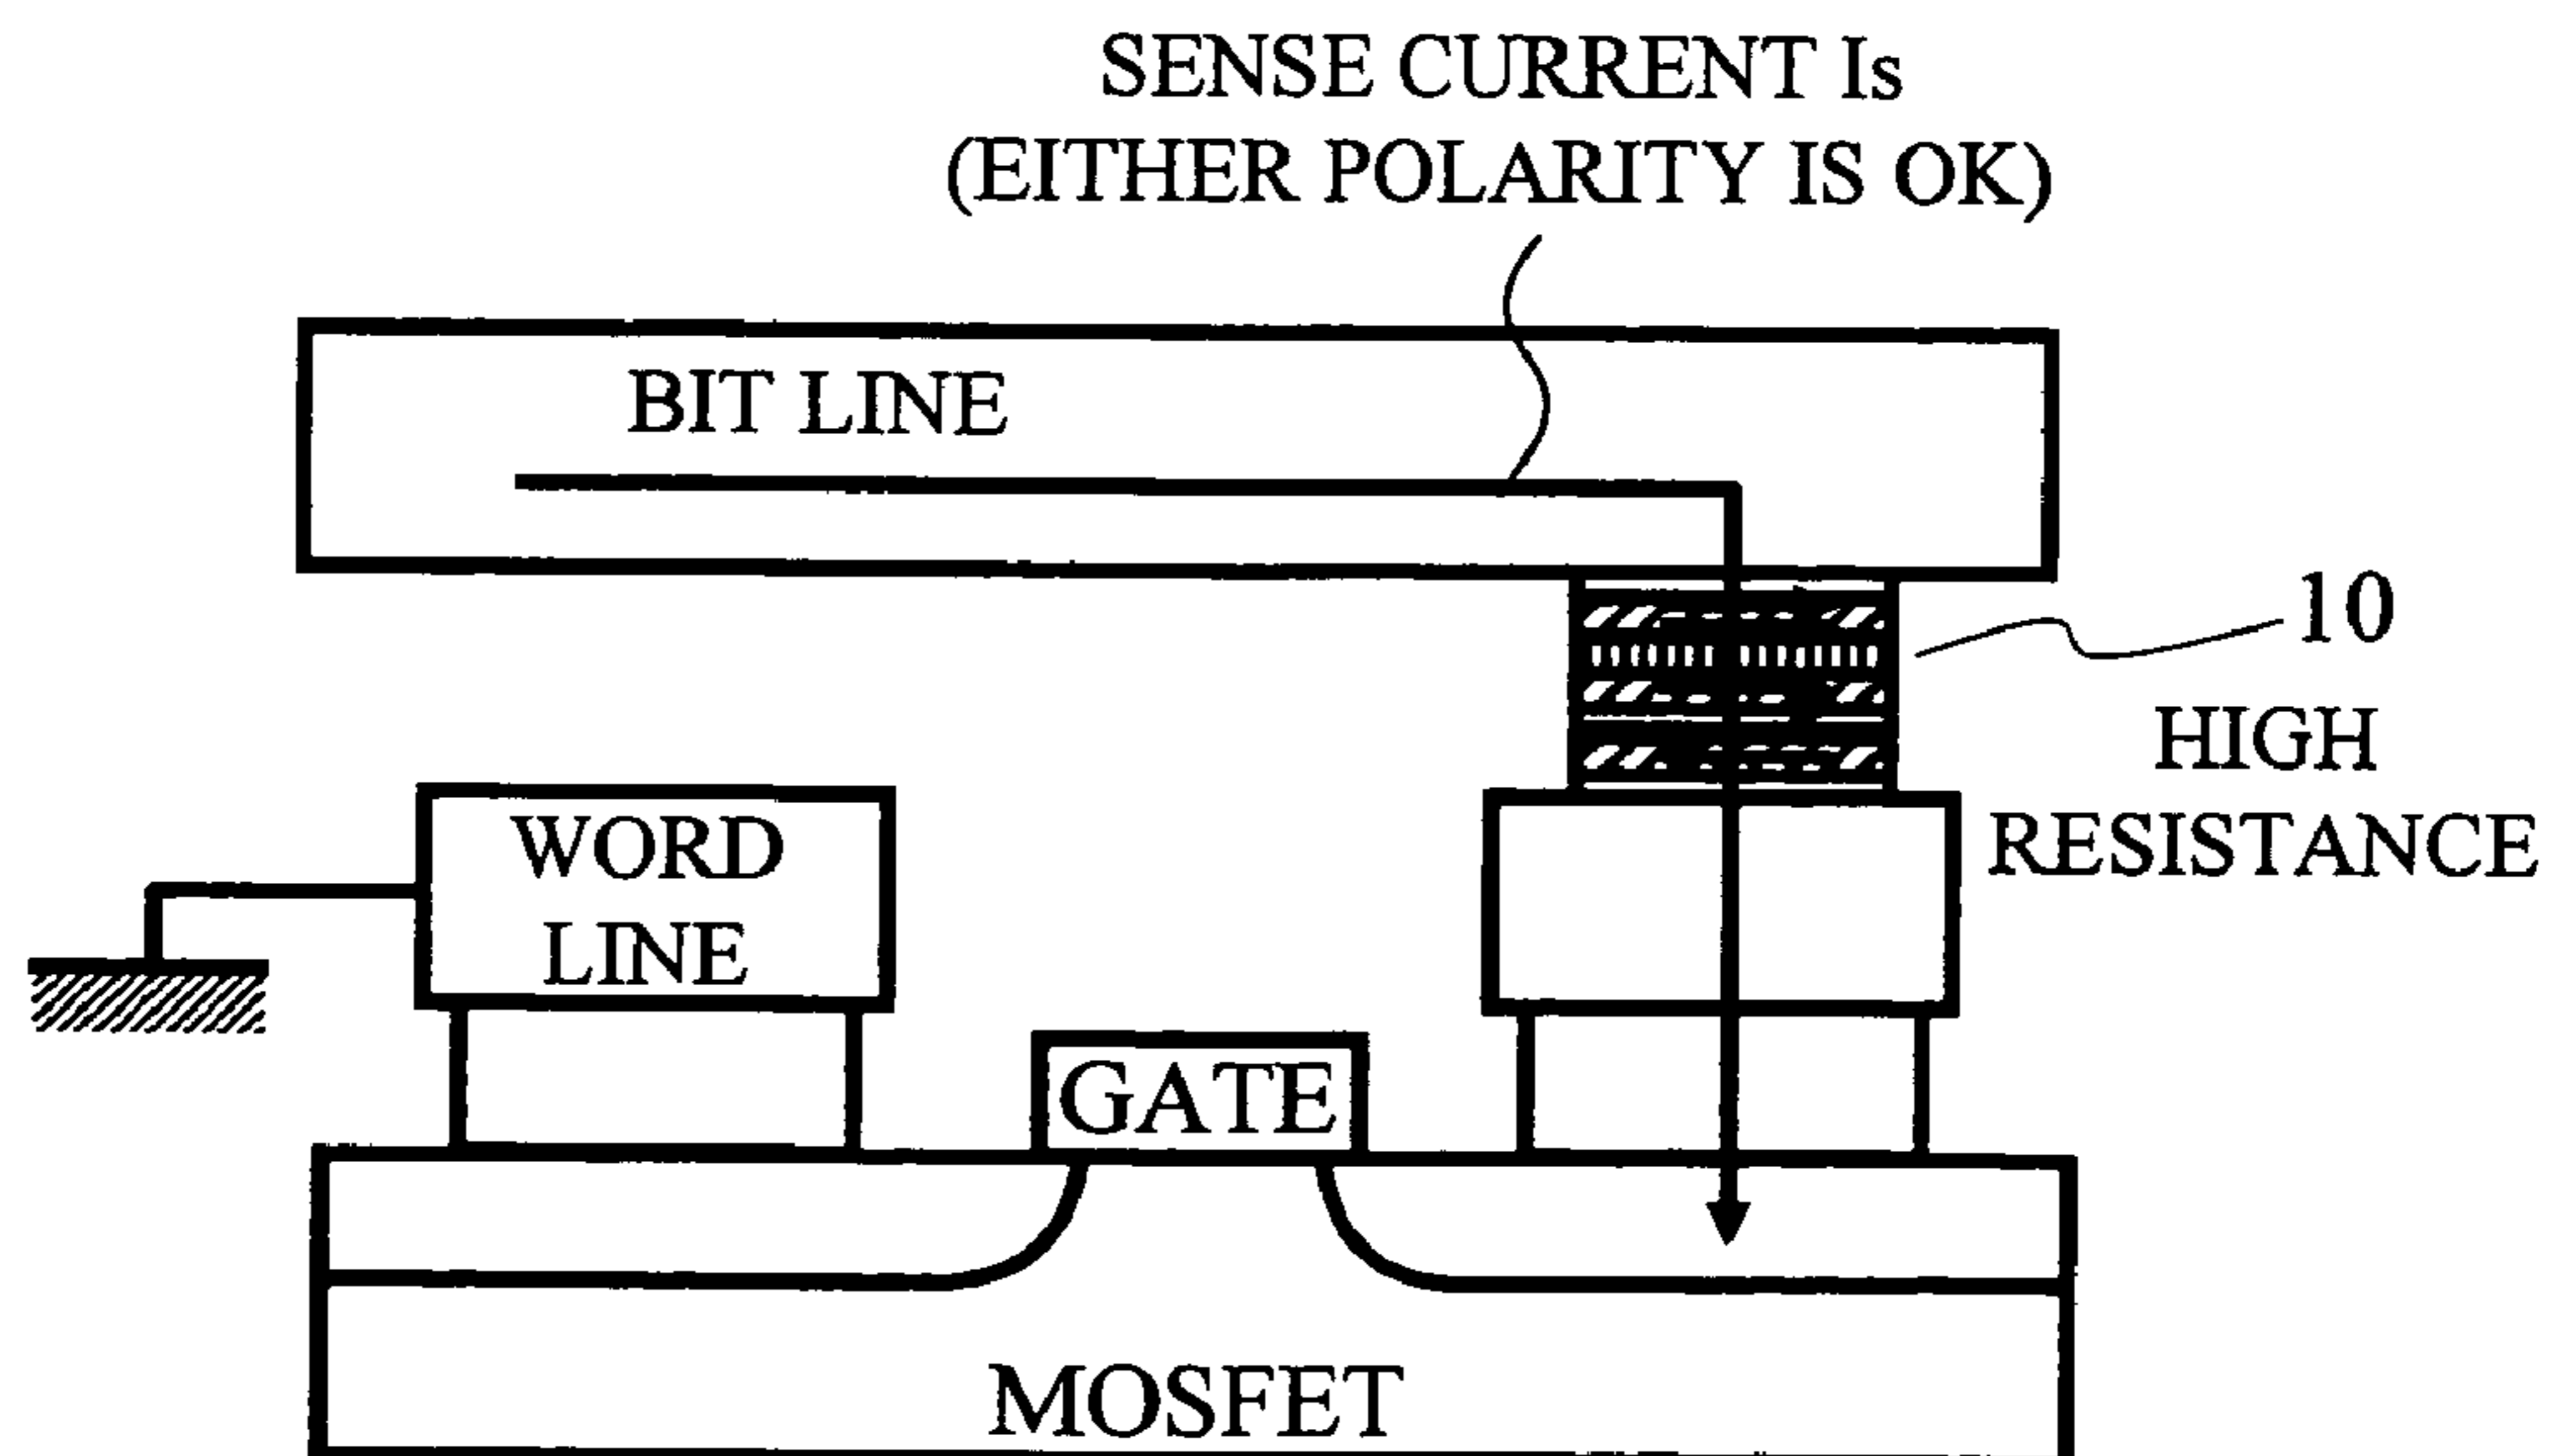 SENSE CURRENT Is
(EITHER POLARITY IS OK)
BIT LINE
10
HIGH
RESISTANCE
WORD
LINE
GATE
MOSFET